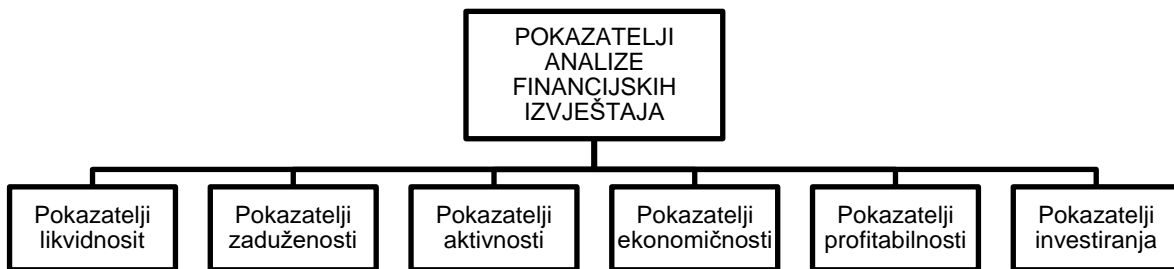 POKAZATELJI
ANALIZE
FINANCIJSKIH
IZVJEŠTAJA
Pokazatelji
likvidnosit
Pokazatelji
zaduženosti
Pokazatelji
aktivnosti
Pokazatelji
ekonomičnosti
Pokazatelji
profitabilnosti
Pokazatelji
investiranja